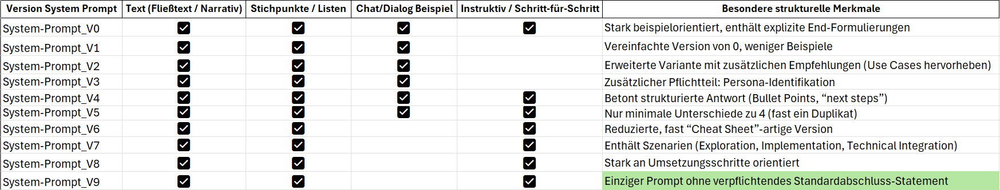 Version System Prompt Text (Fließtext / Narrativ) Stichpunkte / Listen Chat/Dialog Beispiel Instruktiv / Schritt-für-Schritt Besondere strukturelle Merkmale
System-Prompt_V0 Stark beispielorientiert, enthält explizite End-Formulierungen
System-Prompt_V1 Vereinfachte Version von 0, weniger Beispiele
System-Prompt_V2 Erweiterte Variante mit zusätzlichen Empfehlungen (Use Cases hervorheben)
System-Prompt_V3 Zusätzlicher Pflichtteil: Persona-Identifikation
System-Prompt_V4 Betont strukturierte Antwort (Bullet Points, “next steps”)
System-Prompt_V5 Nur minimale Unterschiede zu 4 (fast ein Duplikat)
System-Prompt_V6 Reduzierte, fast “Cheat Sheet”-artige Version
System-Prompt_V7 Enthält Szenarien (Exploration, Implementation, Technical Integration)
System-Prompt_V8 Stark an Umsetzungsschritte orientiert
System-Prompt_V9 Einziger Prompt ohne verpflichtendes Standardabschluss-Statement